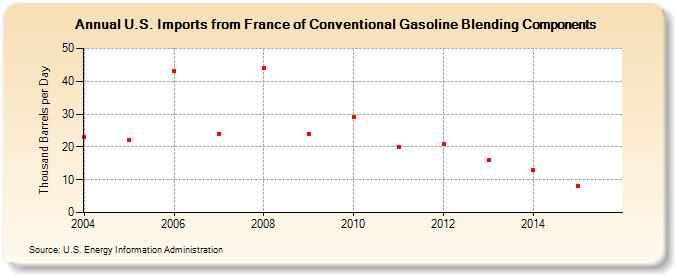 Annual U.S. Imports from France of Conventional Gasoline Blending Components
Thousand Barrels per Day
50
40
30
20
10
0
2004 2006 2008 2010 2012 2014
Source: U.S. Energy Information Administration